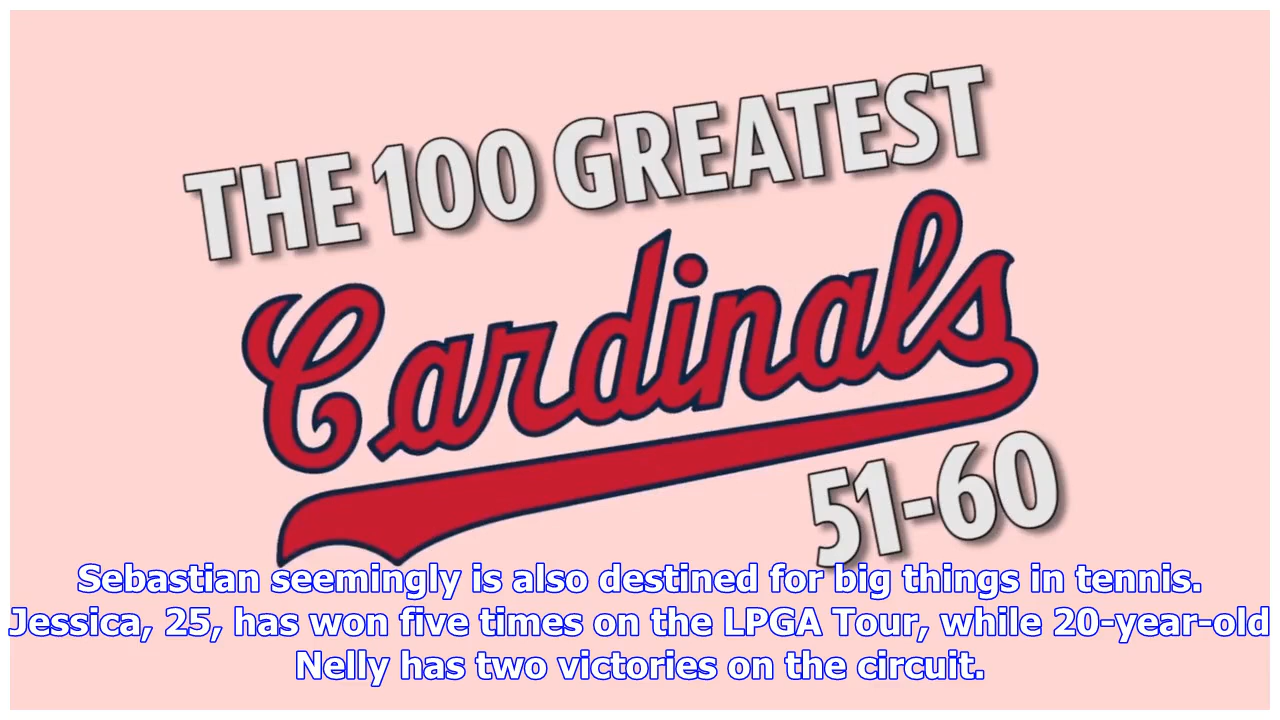 THE 100 GREATEST
Cardinals
51-60
Sebastian seemingly is also destined for big things in tennis.
Jessica, 25, has won five times on the LPGA Tour, while 20-year-old
Nelly has two victories on the circuit.